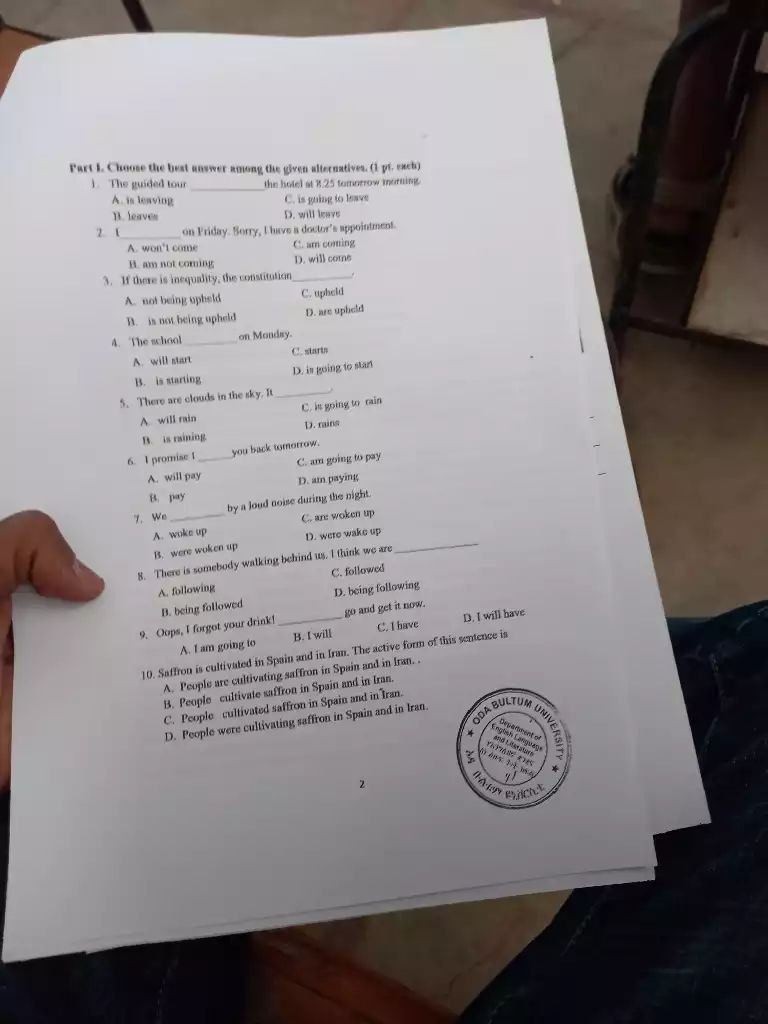 Part I. Choose the best answer among the given alternatives. (1 pt. each)
1. The guided tour __________ the hotel at 8.25 tomorrow morning.
A. is leaving C. is going to leave
B. leaves D. will leave
2. I________ on Friday. Sorry, I have a doctor's appointment.
A. won't come C. am coming
B. am not coming D. will come
3. If there is inequality, the constitution________.
A. not being upheld C. upheld
B. is not being upheld D. are upheld
4. The school ________ on Monday.
A. will start C. starts
B. is starting D. is going to start
5. There are clouds in the sky. It ________.
A. will rain C. is going to rain
B. is raining D. rains
6. I promise I _____ you back tomorrow.
A. will pay C. am going to pay
B. pay D. am paying
7. We ________ by a loud noise during the night.
A. woke up C. are woken up
B. were woken up D. were wake up
8. There is somebody walking behind us. I think we are ____________
A. following C. followed
B. being followed D. being following
9. Oops, I forgot your drink! _________ go and get it now.
A. I am going to B. I will C. I have D. I will have
10. Saffron is cultivated in Spain and in Iran. The active form of this sentence is
A. People are cultivating saffron in Spain and in Iran. .
B. People cultivate saffron in Spain and in Iran.
C. People cultivated saffron in Spain and in Iran.
D. People were cultivating saffron in Spain and in Iran.
2
ODA BULTUM UNIVERSITY
Department of
English Language
and Literature